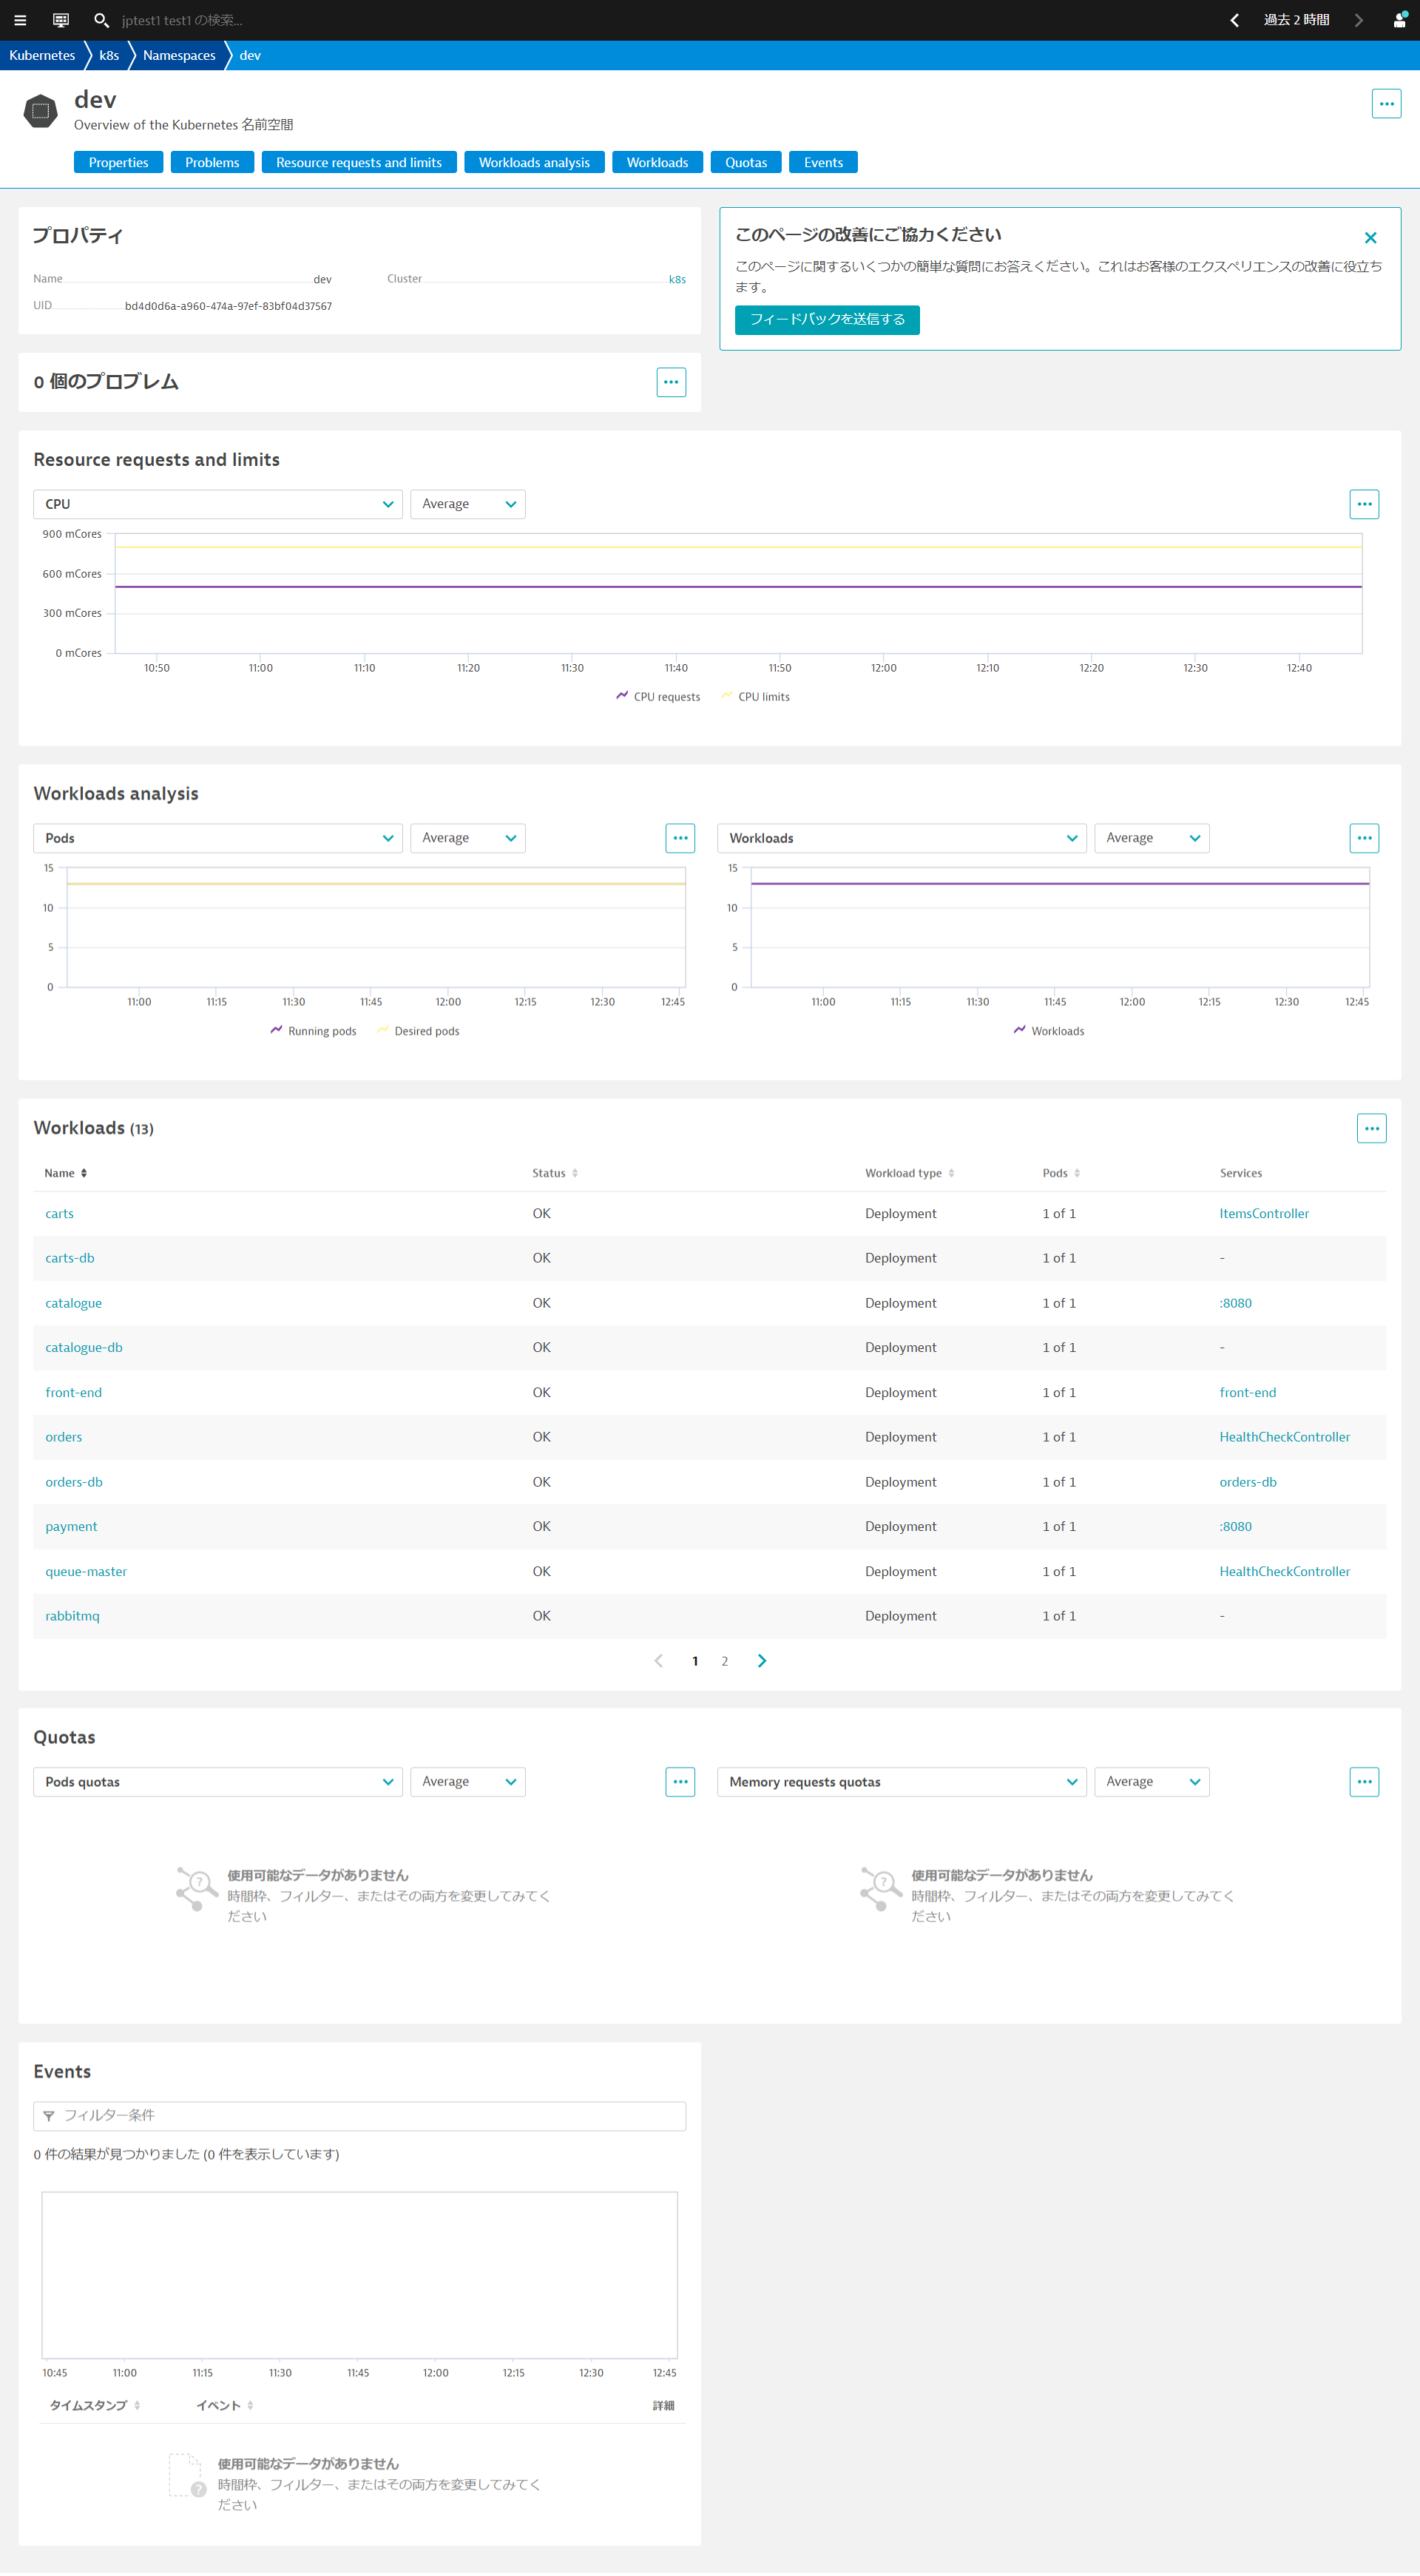 jptest1 test1 の検索...
過去 2 時間
Kubernetes k8s Namespaces dev
dev
Overview of the Kubernetes 名前空間
Properties Problems Resource requests and limits Workloads analysis Workloads Quotas Events
プロパティ
Name dev Cluster k8s
UID bd4d0d6a-a960-474a-97ef-83bf04d37567
このページの改善にご協力ください
このページに関するいくつかの簡単な質問にお答えください。これはお客様のエクスペリエンスの改善に役立ち
ます。
フィードバックを送信する
0 個のプロブレム
Resource requests and limits
CPU Average
900 mCores
600 mCores
300 mCores
0 mCores
10:50 11:00 11:10 11:20 11:30 11:40 11:50 12:00 12:10 12:20 12:30 12:40
CPU requests CPU limits
Workloads analysis
Pods Average
15
10
5
0
11:00 11:15 11:30 11:45 12:00 12:15 12:30 12:45
Running pods Desired pods
Workloads Average
15
10
5
0
11:00 11:15 11:30 11:45 12:00 12:15 12:30 12:45
Workloads
Workloads (13)
Name Status Workload type Pods Services
carts OK Deployment 1 of 1 ItemsController
carts-db OK Deployment 1 of 1 -
catalogue OK Deployment 1 of 1 :8080
catalogue-db OK Deployment 1 of 1 -
front-end OK Deployment 1 of 1 front-end
orders OK Deployment 1 of 1 HealthCheckController
orders-db OK Deployment 1 of 1 orders-db
payment OK Deployment 1 of 1 :8080
queue-master OK Deployment 1 of 1 HealthCheckController
rabbitmq OK Deployment 1 of 1 -
1 2
Quotas
Pods quotas Average
使用可能なデータがありません
時間枠、フィルター、またはその両方を変更してみてく
ださい
Memory requests quotas Average
使用可能なデータがありません
時間枠、フィルター、またはその両方を変更してみてく
ださい
Events
フィルター条件
0 件の結果が見つかりました (0 件を表示しています)
10:45 11:00 11:15 11:30 11:45 12:00 12:15 12:30 12:45
タイムスタンプ イベント 詳細
使用可能なデータがありません
時間枠、フィルター、またはその両方を変更してみてく
ださい